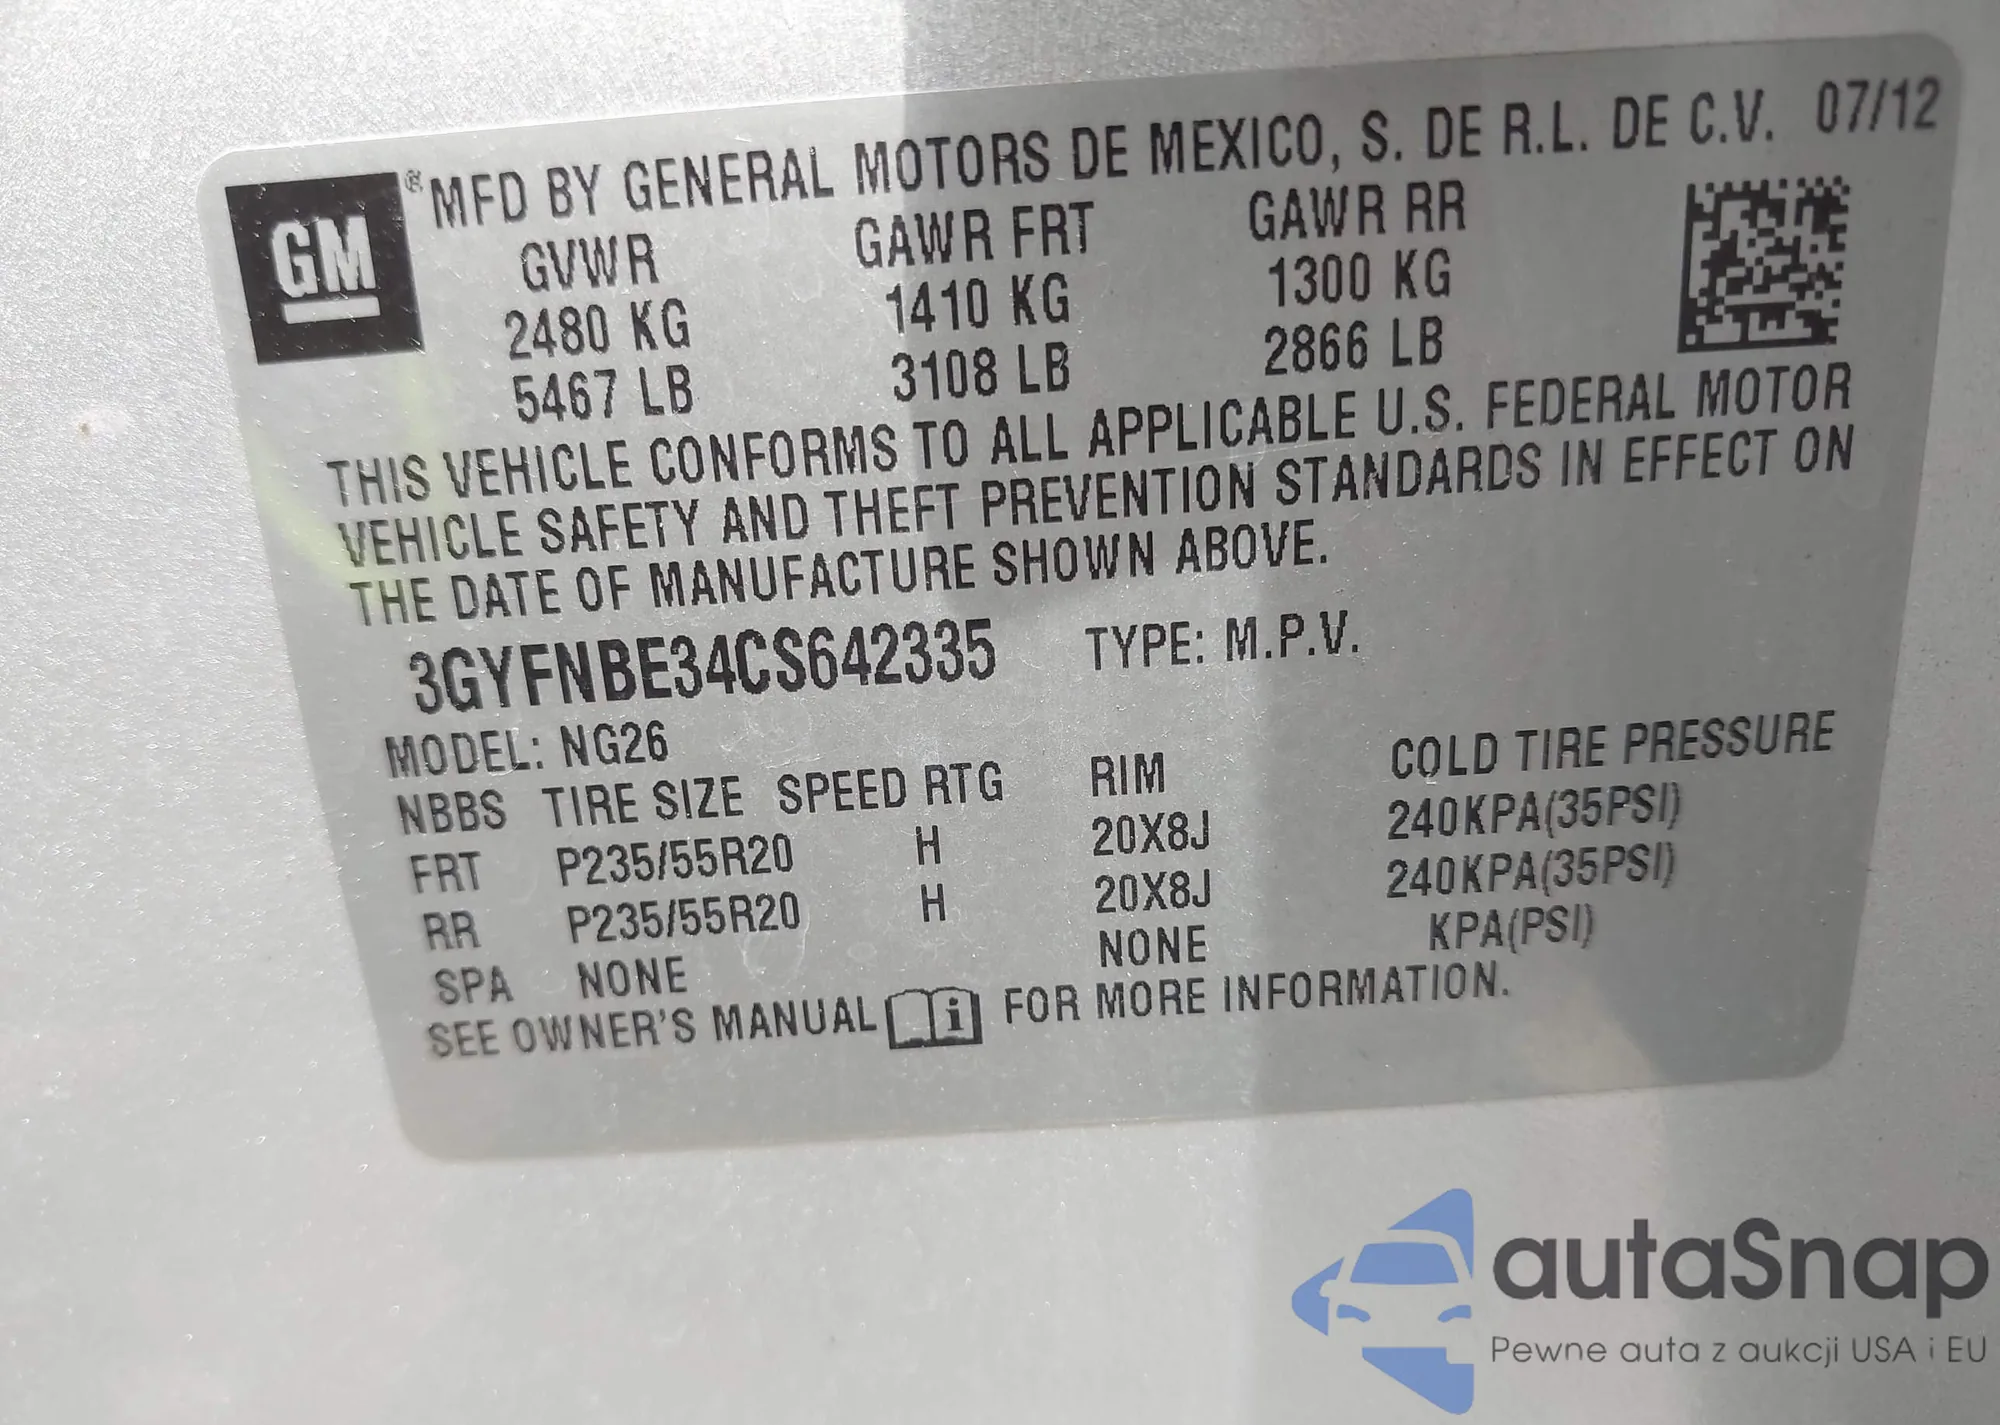 GM ® MFD BY GENERAL MOTORS DE MEXICO, S. DE R.L. DE C.V. 07/12
GVWR GAWR FRT GAWR RR
2480 KG 1410 KG 1300 KG
5467 LB 3108 LB 2866 LB
THIS VEHICLE CONFORMS TO ALL APPLICABLE U.S. FEDERAL MOTOR
VEHICLE SAFETY AND THEFT PREVENTION STANDARDS IN EFFECT ON
THE DATE OF MANUFACTURE SHOWN ABOVE.
3GYFNBE34CS642335 TYPE: M.P.V.
MODEL: NG26
NBBS TIRE SIZE SPEED RTG RIM COLD TIRE PRESSURE
FRT P235/55R20 H 20X8J 240KPA(35PSI)
RR P235/55R20 H 20X8J 240KPA(35PSI)
SPA NONE NONE KPA(PSI)
SEE OWNER'S MANUAL i FOR MORE INFORMATION.
autaSnap
Pewne auta z aukcji USA i EU